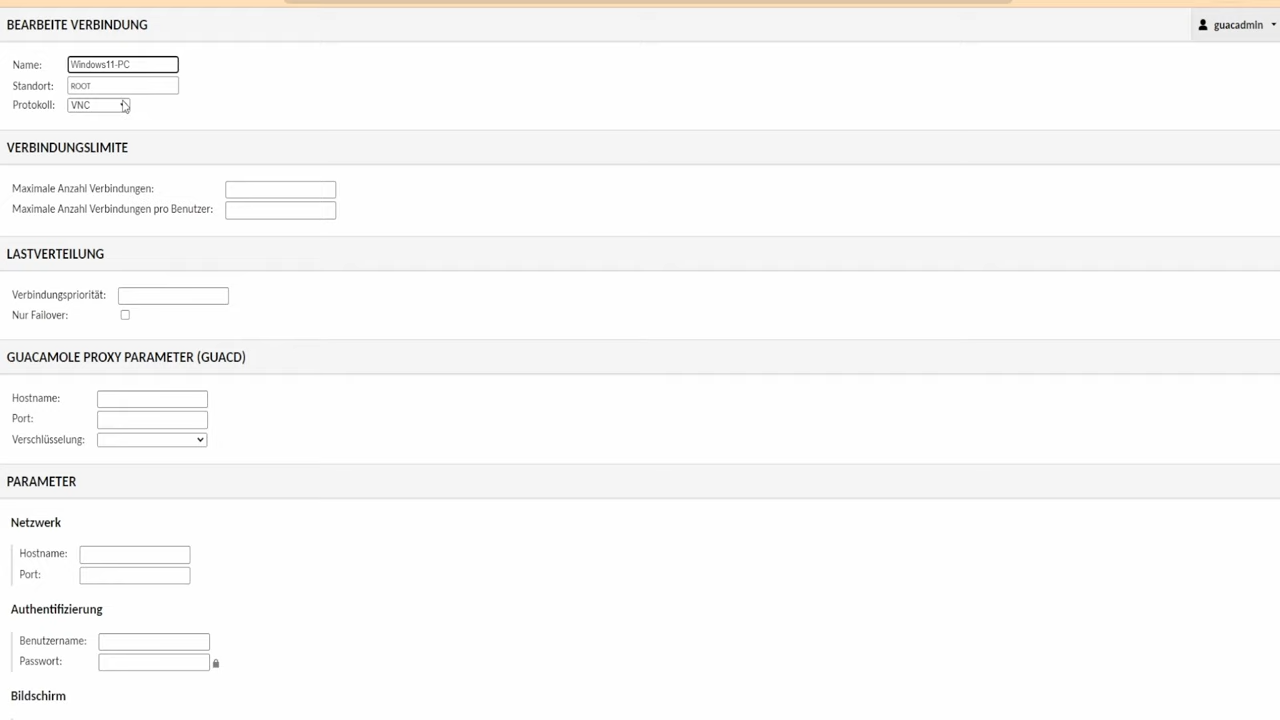 BEARBEITE VERBINDUNG
guacadmin
Name: Windows11-PC
Standort: ROOT
Protokoll: VNC
VERBINDUNGSLIMITE
Maximale Anzahl Verbindungen:
Maximale Anzahl Verbindungen pro Benutzer:
LASTVERTEILUNG
Verbindungspriorität:
Nur Failover:
GUACAMOLE PROXY PARAMETER (GUACD)
Hostname:
Port:
Verschlüsselung:
PARAMETER
Netzwerk
Hostname:
Port:
Authentifizierung
Benutzername:
Passwort:
Bildschirm